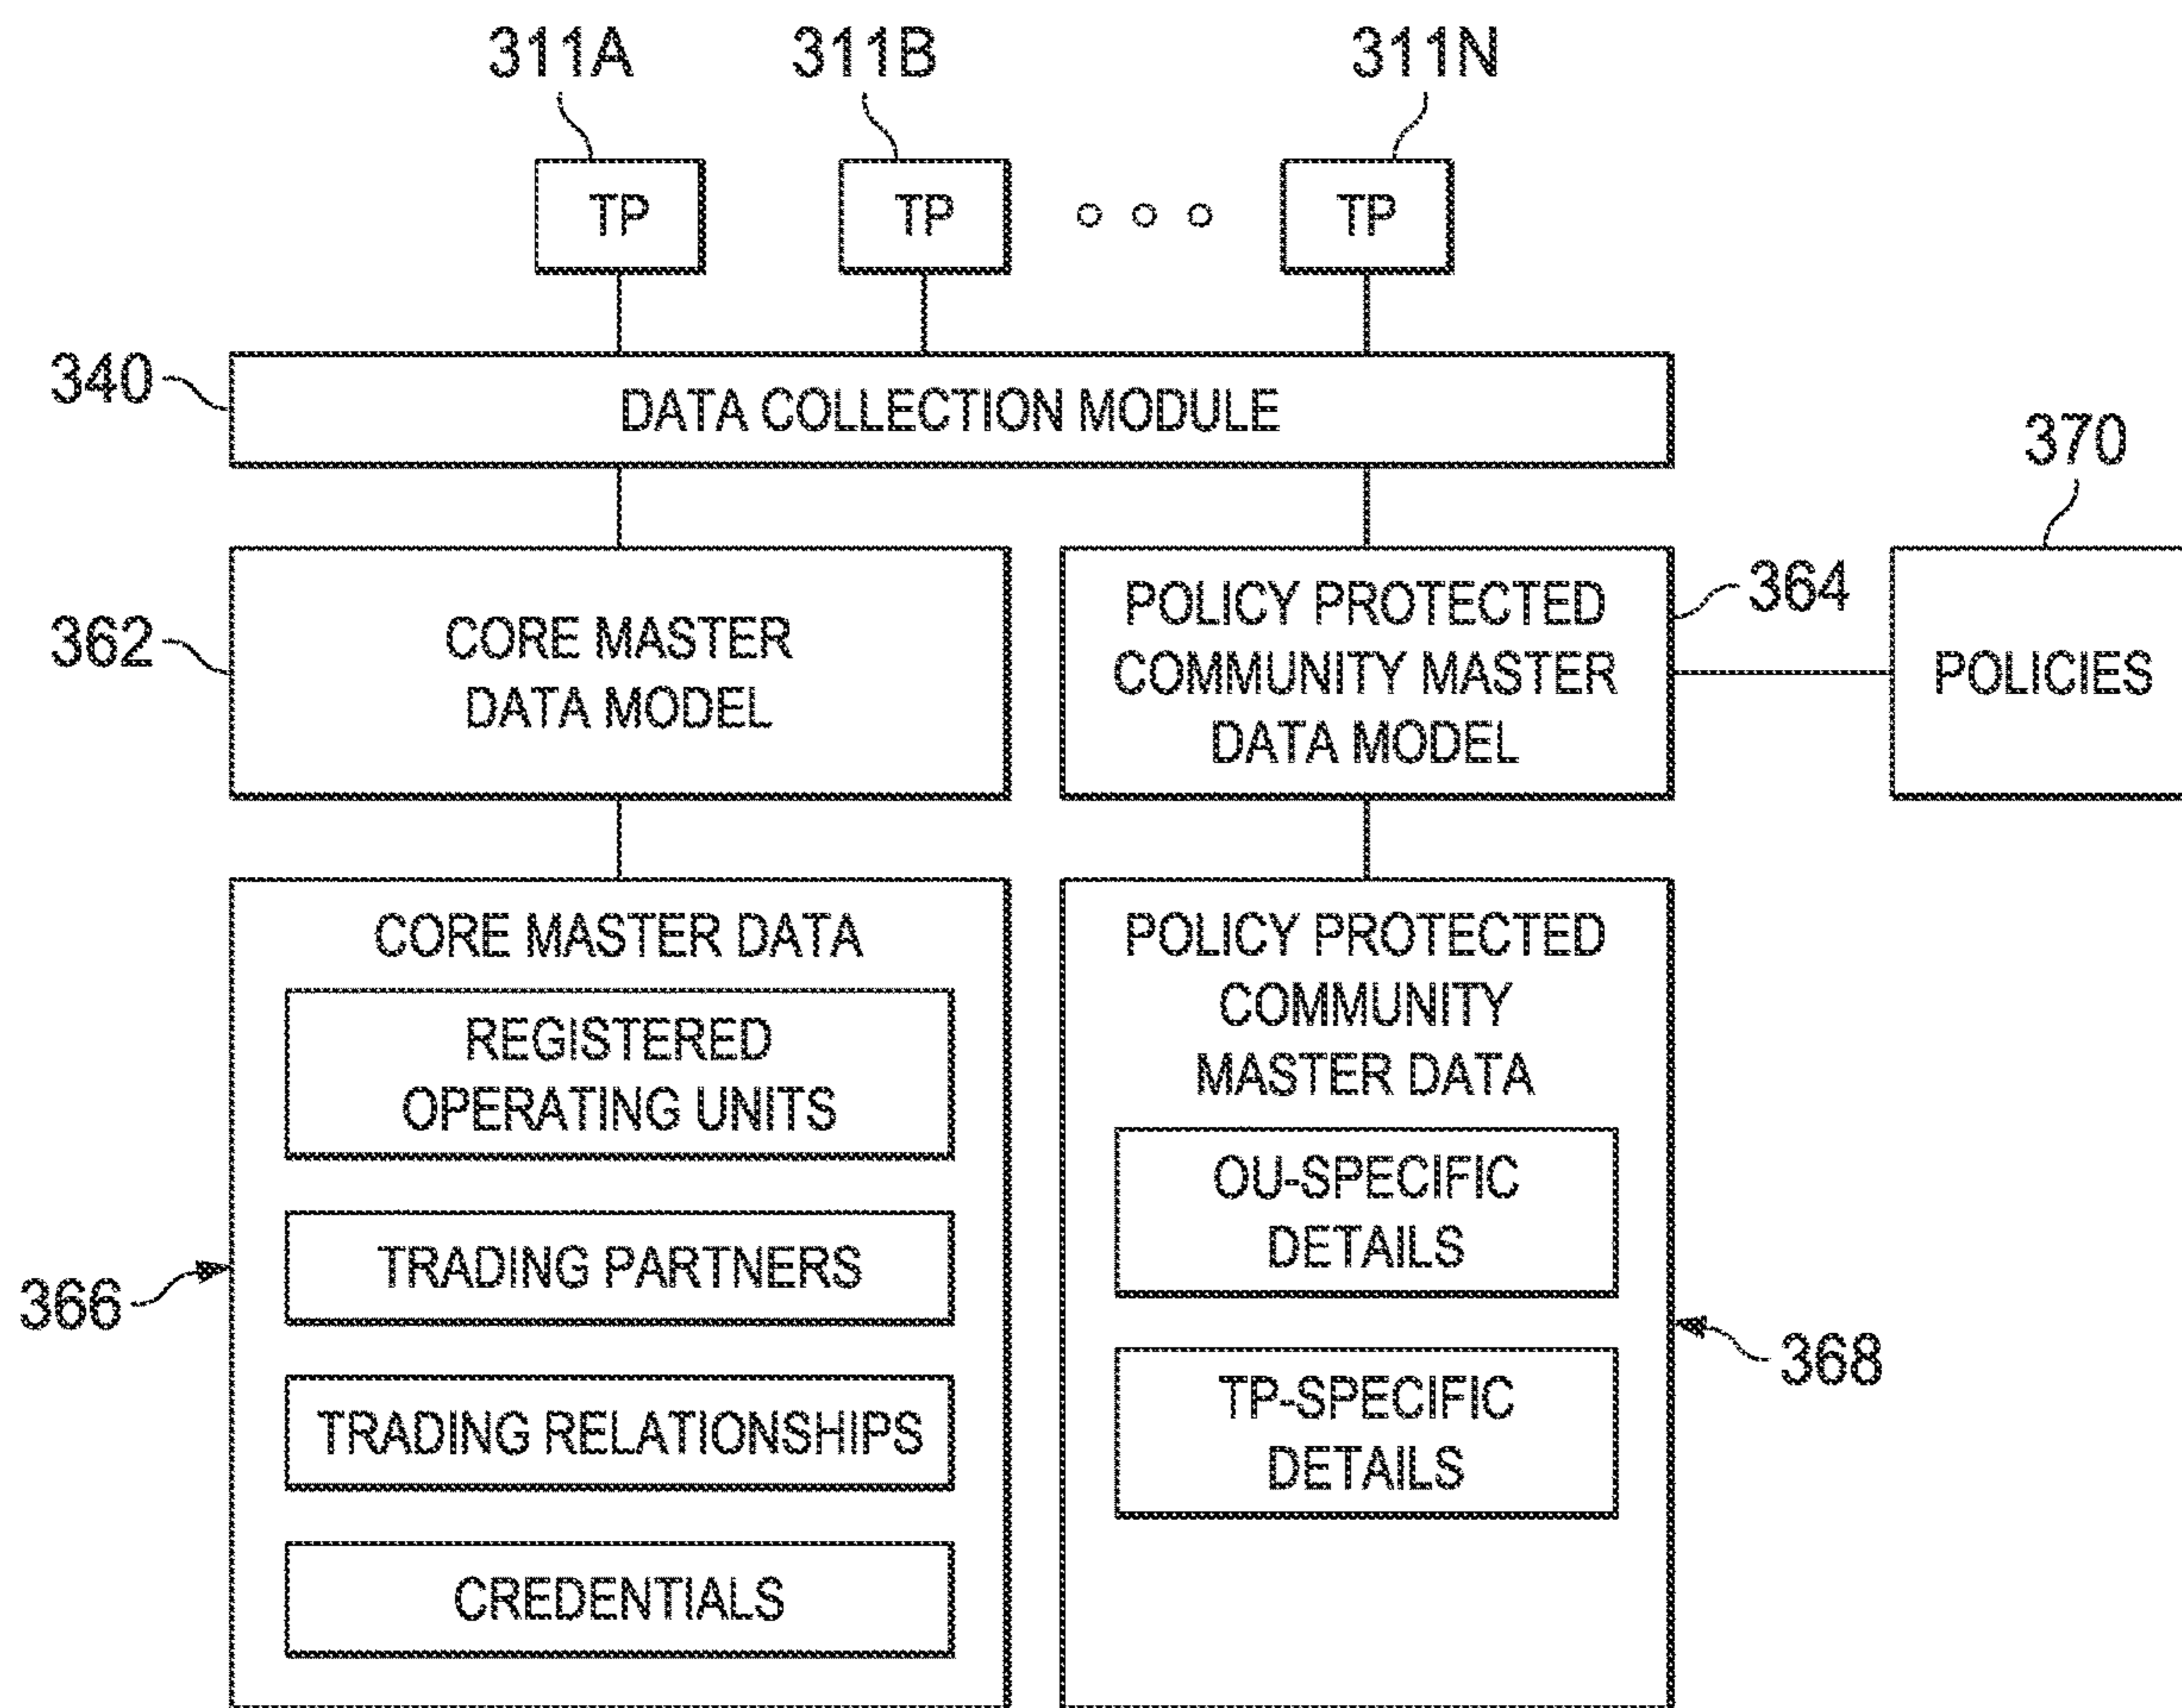 311A
311B
311N
TP
TP
TP
340
DATA COLLECTION MODULE
370
362
CORE MASTER
DATA MODEL
POLICY PROTECTED
COMMUNITY MASTER
DATA MODEL
364
POLICIES
366
CORE MASTER DATA
REGISTERED
OPERATING UNITS
TRADING PARTNERS
TRADING RELATIONSHIPS
CREDENTIALS
POLICY PROTECTED
COMMUNITY
MASTER DATA
OU-SPECIFIC
DETAILS
TP-SPECIFIC
DETAILS
368